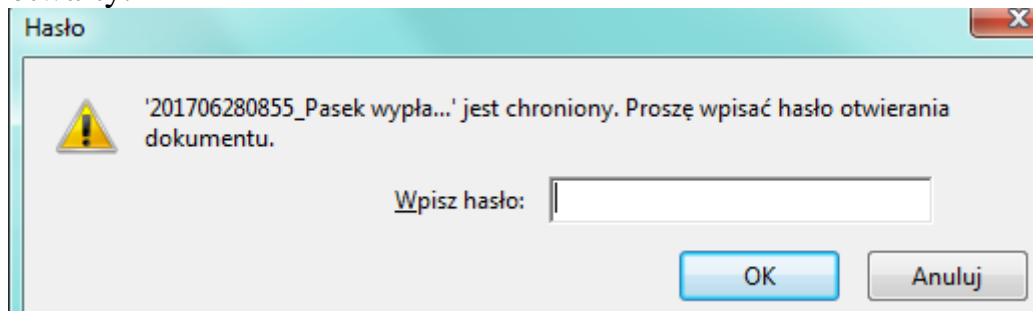 Hasło
'201706280855_Pasek wypła...' jest chroniony. Proszę wpisać hasło otwierania
dokumentu.
Wpisz hasło:
OK Anuluj